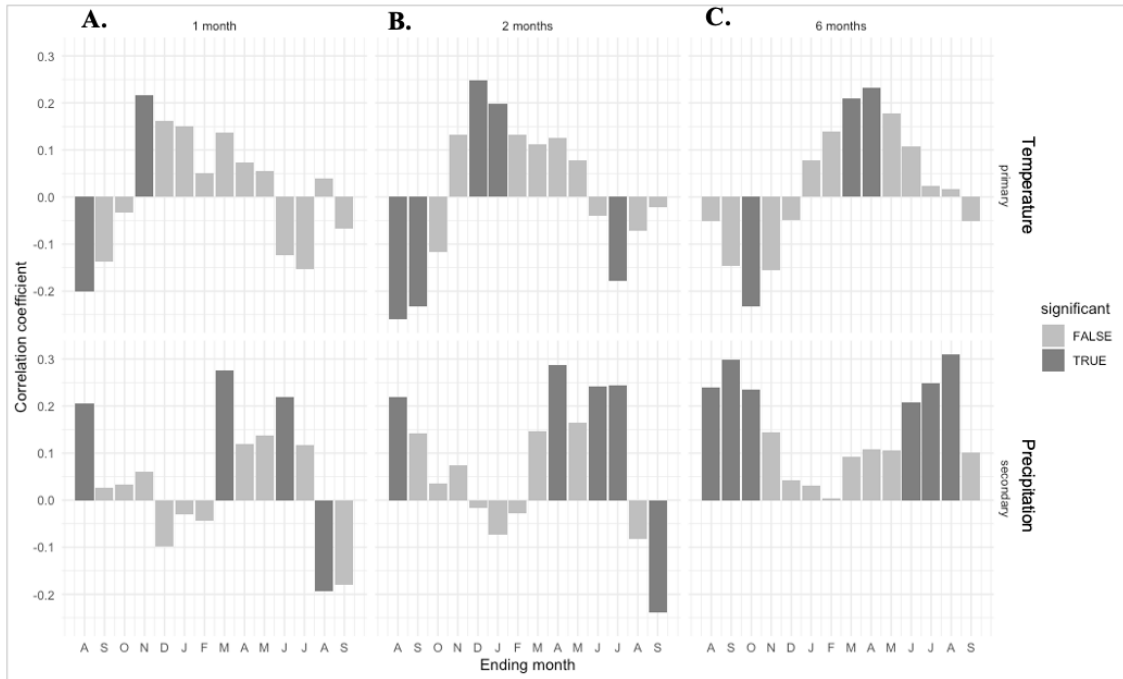 A. B. C.
1 month 2 months 6 months
0.3
0.2
0.1
0.0
-0.1
-0.2
Temperature
primary
0.3
0.2
0.1
0.0
-0.1
-0.2
Precipitation
secondary
Correlation coefficient
significant
FALSE
TRUE
A S O N D J F M A M J J A S A S O N D J F M A M J J A S A S O N D J F M A M J J A S
Ending month